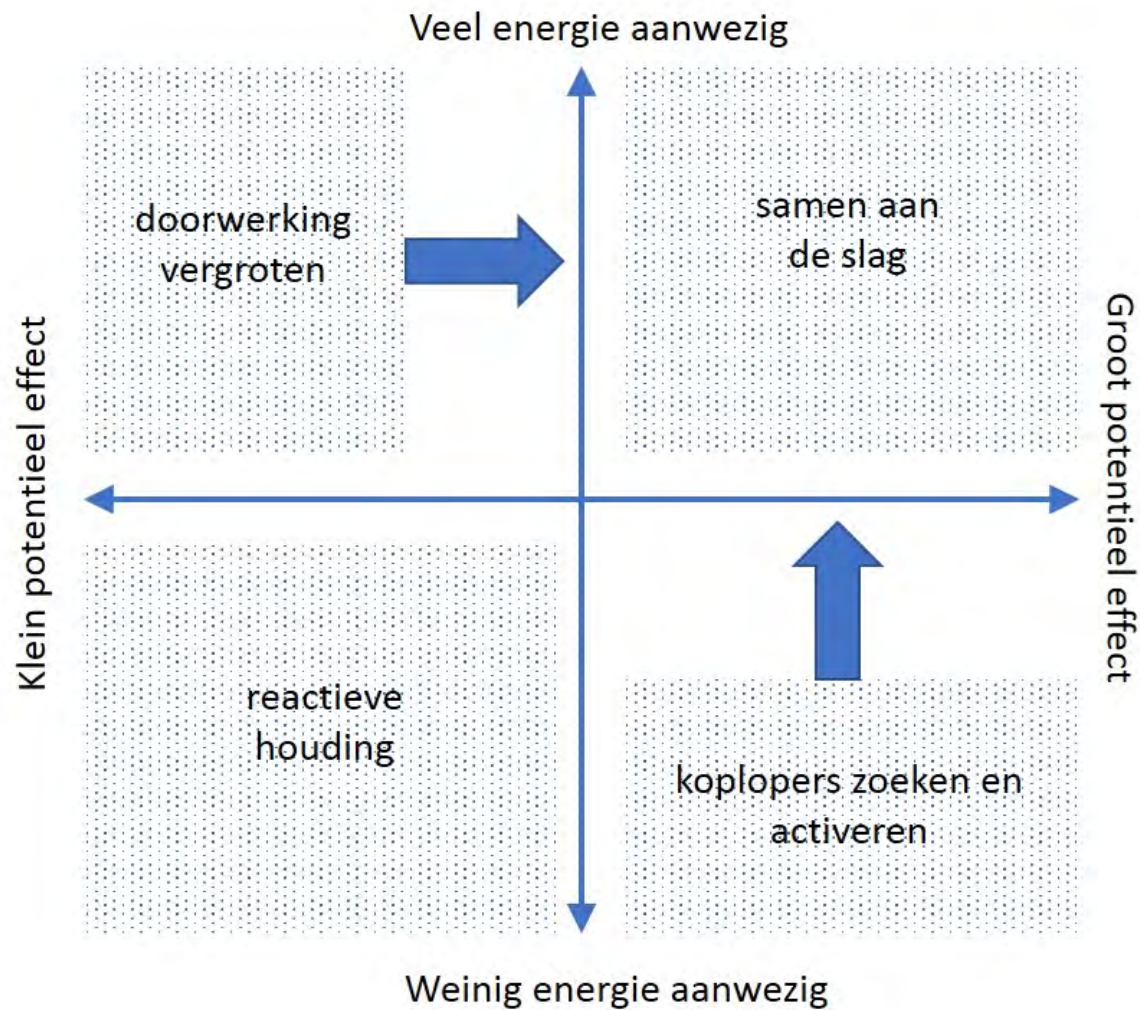 Veel energie aanwezig
doorwerking
vergroten
samen aan
de slag
Klein potentieel effect
Groot potentieel effect
reactieve
houding
koplopers zoeken en
activeren
Weinig energie aanwezig